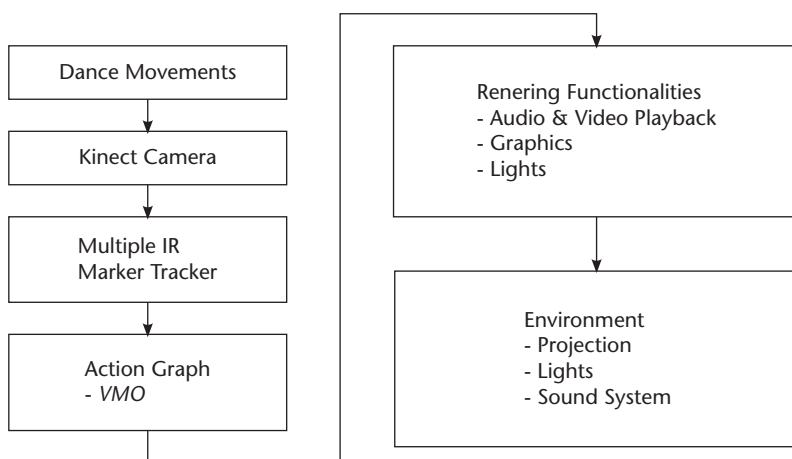 Dance Movements
Kinect Camera
Multiple IR
Marker Tracker
Action Graph
- VMO
Renering Functionalities
- Audio & Video Playback
- Graphics
- Lights
Environment
- Projection
- Lights
- Sound System